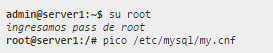 admin@server1:~$ su root
ingresamos pass de root
root@server1:/# pico /etc/mysql/my.cnf